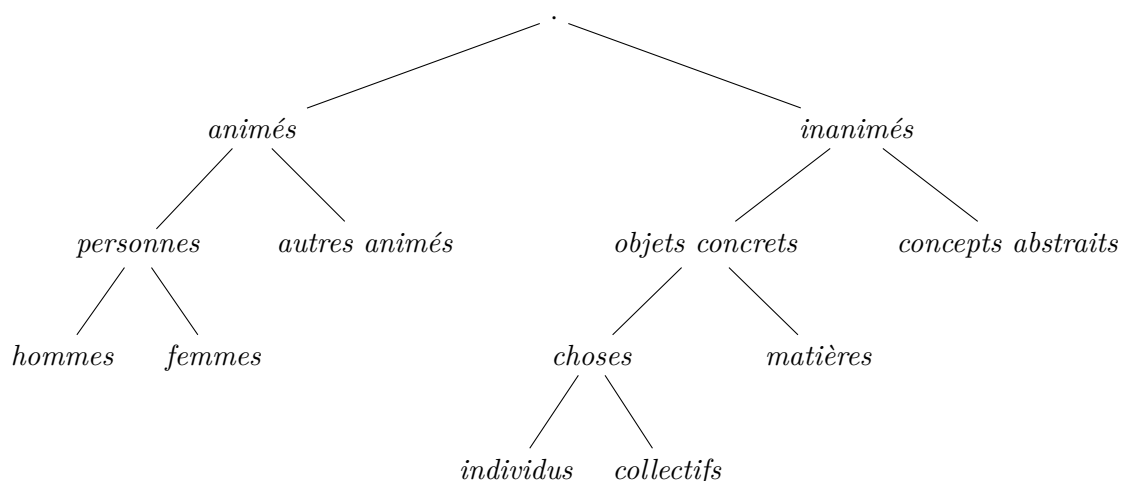 .
animés inanimés
personnes autres animés objets concrets concepts abstraits
hommes femmes choses matières
individus collectifs